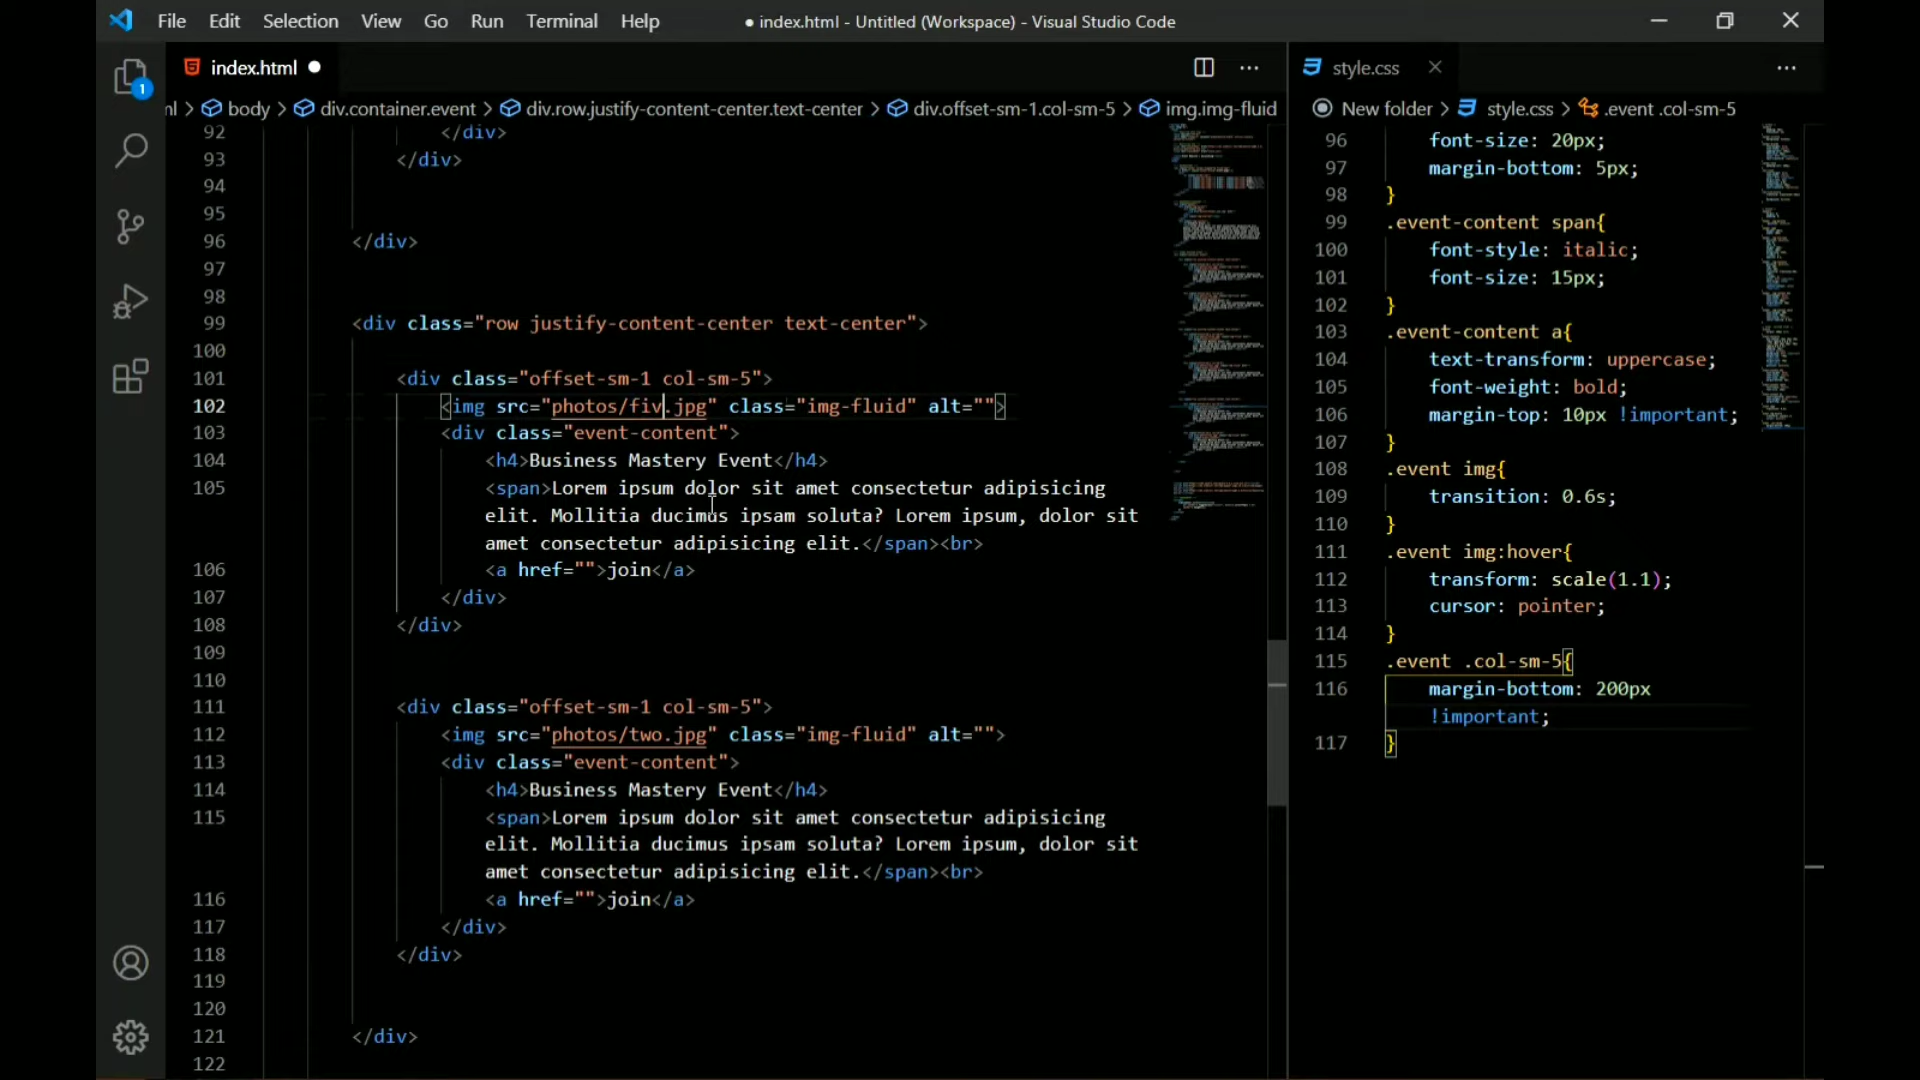 File Edit Selection View Go Run Terminal Help ● index.html - Untitled (Workspace) - Visual Studio Code
1
index.html
nl > body > div.container.event > div.row.justify-content-center.text-center > div.offset-sm-1.col-sm-5 > img.img-fluid
92 </div>
93 </div>
94
95
96 </div>
97
98
99 <div class="row justify-content-center text-center">
100
101 <div class="offset-sm-1 col-sm-5">
102 <img src="photos/fiv.jpg" class="img-fluid" alt="">
103 <div class="event-content">
104 <h4>Business Mastery Event</h4>
105 <span>Lorem ipsum dolor sit amet consectetur adipisicing
elit. Mollitia ducimus ipsam soluta? Lorem ipsum, dolor sit
amet consectetur adipisicing elit.</span><br>
106 <a href="">join</a>
107 </div>
108 </div>
109
110
111 <div class="offset-sm-1 col-sm-5">
112 <img src="photos/two.jpg" class="img-fluid" alt="">
113 <div class="event-content">
114 <h4>Business Mastery Event</h4>
115 <span>Lorem ipsum dolor sit amet consectetur adipisicing
elit. Mollitia ducimus ipsam soluta? Lorem ipsum, dolor sit
amet consectetur adipisicing elit.</span><br>
116 <a href="">join</a>
117 </div>
118 </div>
119
120
121 </div>
122
style.css
New folder > style.css > .event .col-sm-5
96 font-size: 20px;
97 margin-bottom: 5px;
98 }
99 .event-content span{
100 font-style: italic;
101 font-size: 15px;
102 }
103 .event-content a{
104 text-transform: uppercase;
105 font-weight: bold;
106 margin-top: 10px !important;
107 }
108 .event img{
109 transition: 0.6s;
110 }
111 .event img:hover{
112 transform: scale(1.1);
113 cursor: pointer;
114 }
115 .event .col-sm-5{
116 margin-bottom: 200px
!important;
117 }